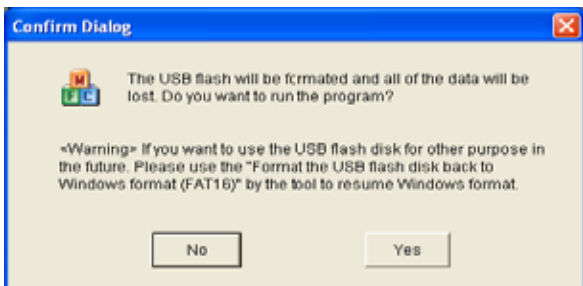 Confirm Dialog
M
F C
The USB flash will be formated and all of the data will be
lost. Do you want to run the program?
<Warning> If you want to use the USB flash disk for other purpose in
the future. Please use the "Format the USB flash disk back to
Windows format (FAT16)" by the tool to resume Windows format.
No
Yes